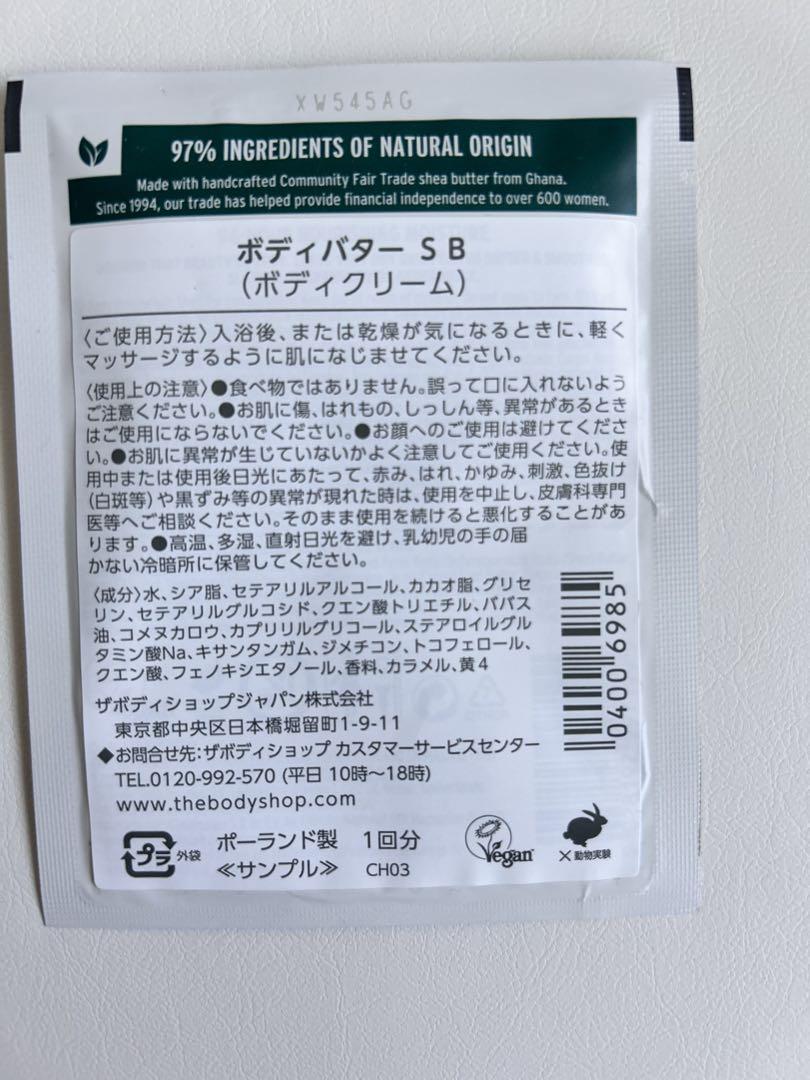 XW545AG
97% INGREDIENTS OF NATURAL ORIGIN
Made with handcrafted Community Fair Trade shea butter from Ghana.
Since 1994, our trade has helped provide financial independence to over 600 women.
ボディバター S B
（ボディクリーム）
〈ご使用方法〉入浴後、または乾燥が気になるときに、軽く
マッサージするように肌になじませてください。
〈使用上の注意〉●食べ物ではありません。誤って口に入れないよう
ご注意ください。●お肌に傷、はれもの、しっしん等、異常があるとき
はご使用にならないでください。●お顔へのご使用は避けてくださ
い。●お肌に異常が生じていないかよく注意してご使用ください。使
用中または使用後日光にあたって、赤み、はれ、かゆみ、刺激、色抜け
（白斑等）や黒ずみ等の異常が現れた時は、使用を中止し、皮膚科専門
医等へご相談ください。そのまま使用を続けると悪化することがあ
ります。●高温、多湿、直射日光を避け、乳幼児の手の届
かない冷暗所に保管してください。
〈成分〉水、シア脂、セテアリルアルコール、カカオ脂、グリセ
リン、セテアリルグルコシド、クエン酸トリエチル、ババス
油、コメヌカロウ、カプリリルグリコール、ステアロイルグル
タミン酸Na、キサンタンガム、ジメチコン、トコフェロール、
クエン酸、フェノキシエタノール、香料、カラメル、黄4
ザボディショップジャパン株式会社
東京都中央区日本橋堀留町1-9-11
◆お問合せ先：ザボディショップ カスタマーサービスセンター
TEL.0120-992-570 (平日 10時～18時)
www.thebodyshop.com
プラ 外袋
ポーランド製 1回分
≪サンプル≫ CH03
Vegan
×動物実験
0400 6985